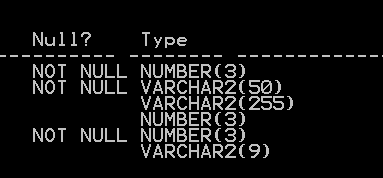 Null? Type
NOT NULL NUMBER(3)
NOT NULL VARCHAR2(50)
VARCHAR2(255)
NUMBER(3)
NOT NULL NUMBER(3)
VARCHAR2(9)